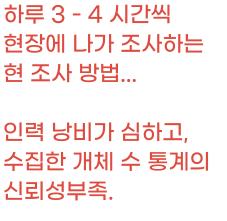 하루 3 - 4 시간씩
현장에 나가 조사하는
현 조사 방법...
인력 낭비가 심하고,
수집한 개체 수 통계의
신뢰성부족.